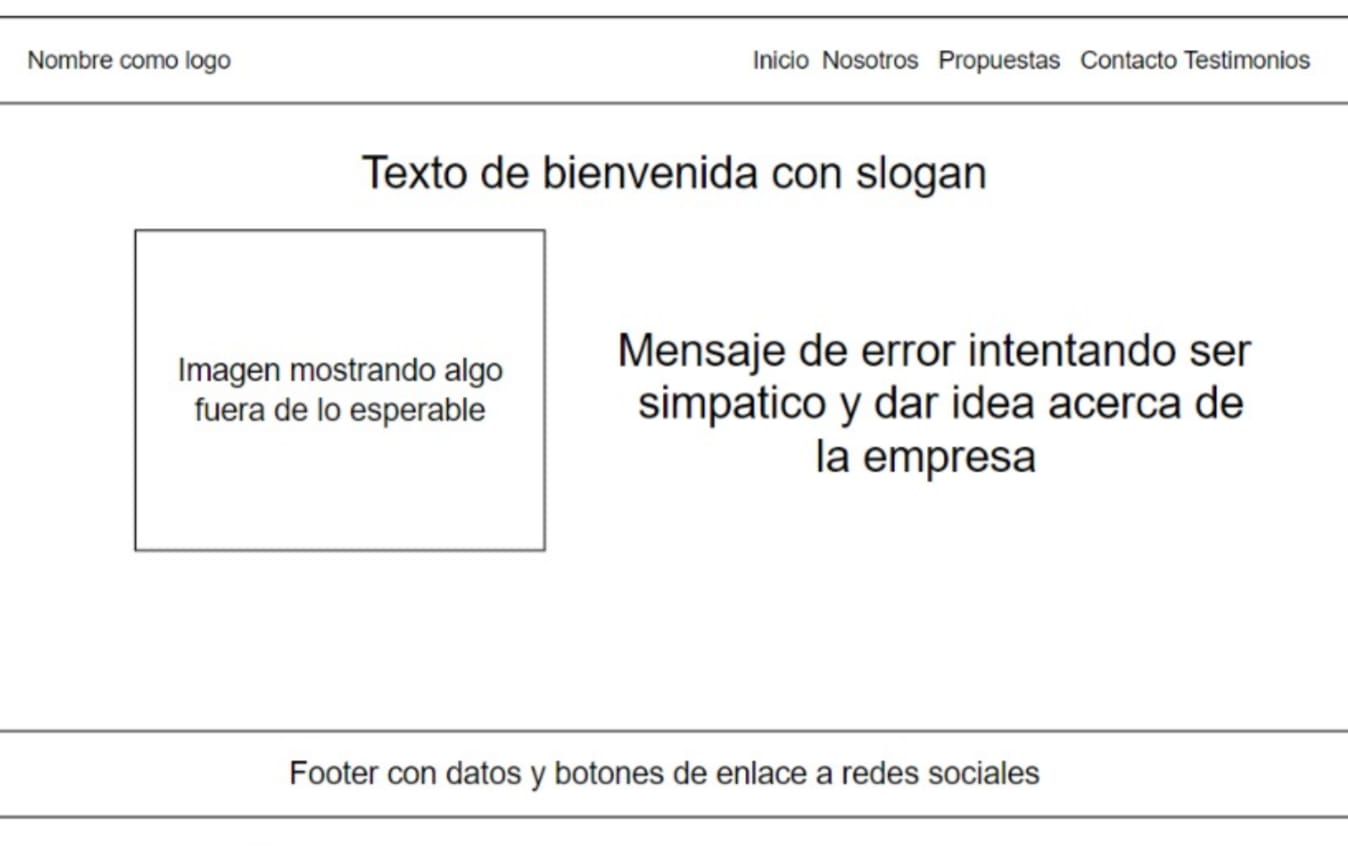 Nombre como logo
Inicio Nosotros Propuestas Contacto Testimonios
Texto de bienvenida con slogan
Imagen mostrando algo
fuera de lo esperable
Mensaje de error intentando ser
simpatico y dar idea acerca de
la empresa
Footer con datos y botones de enlace a redes sociales